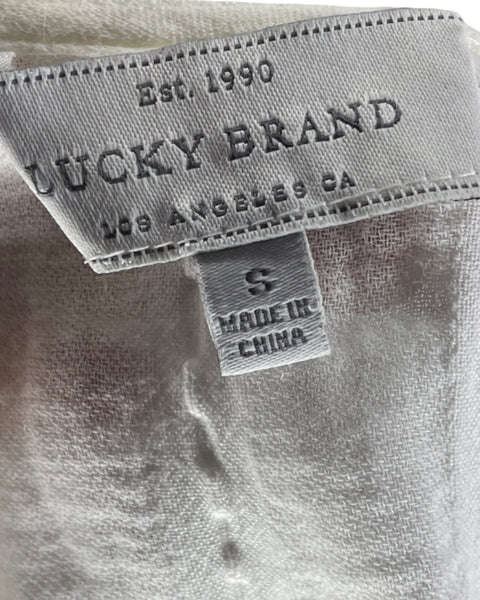 Est. 1990
LUCKY BRAND
LOS ANGELES CA
S
MADE IN
CHINA